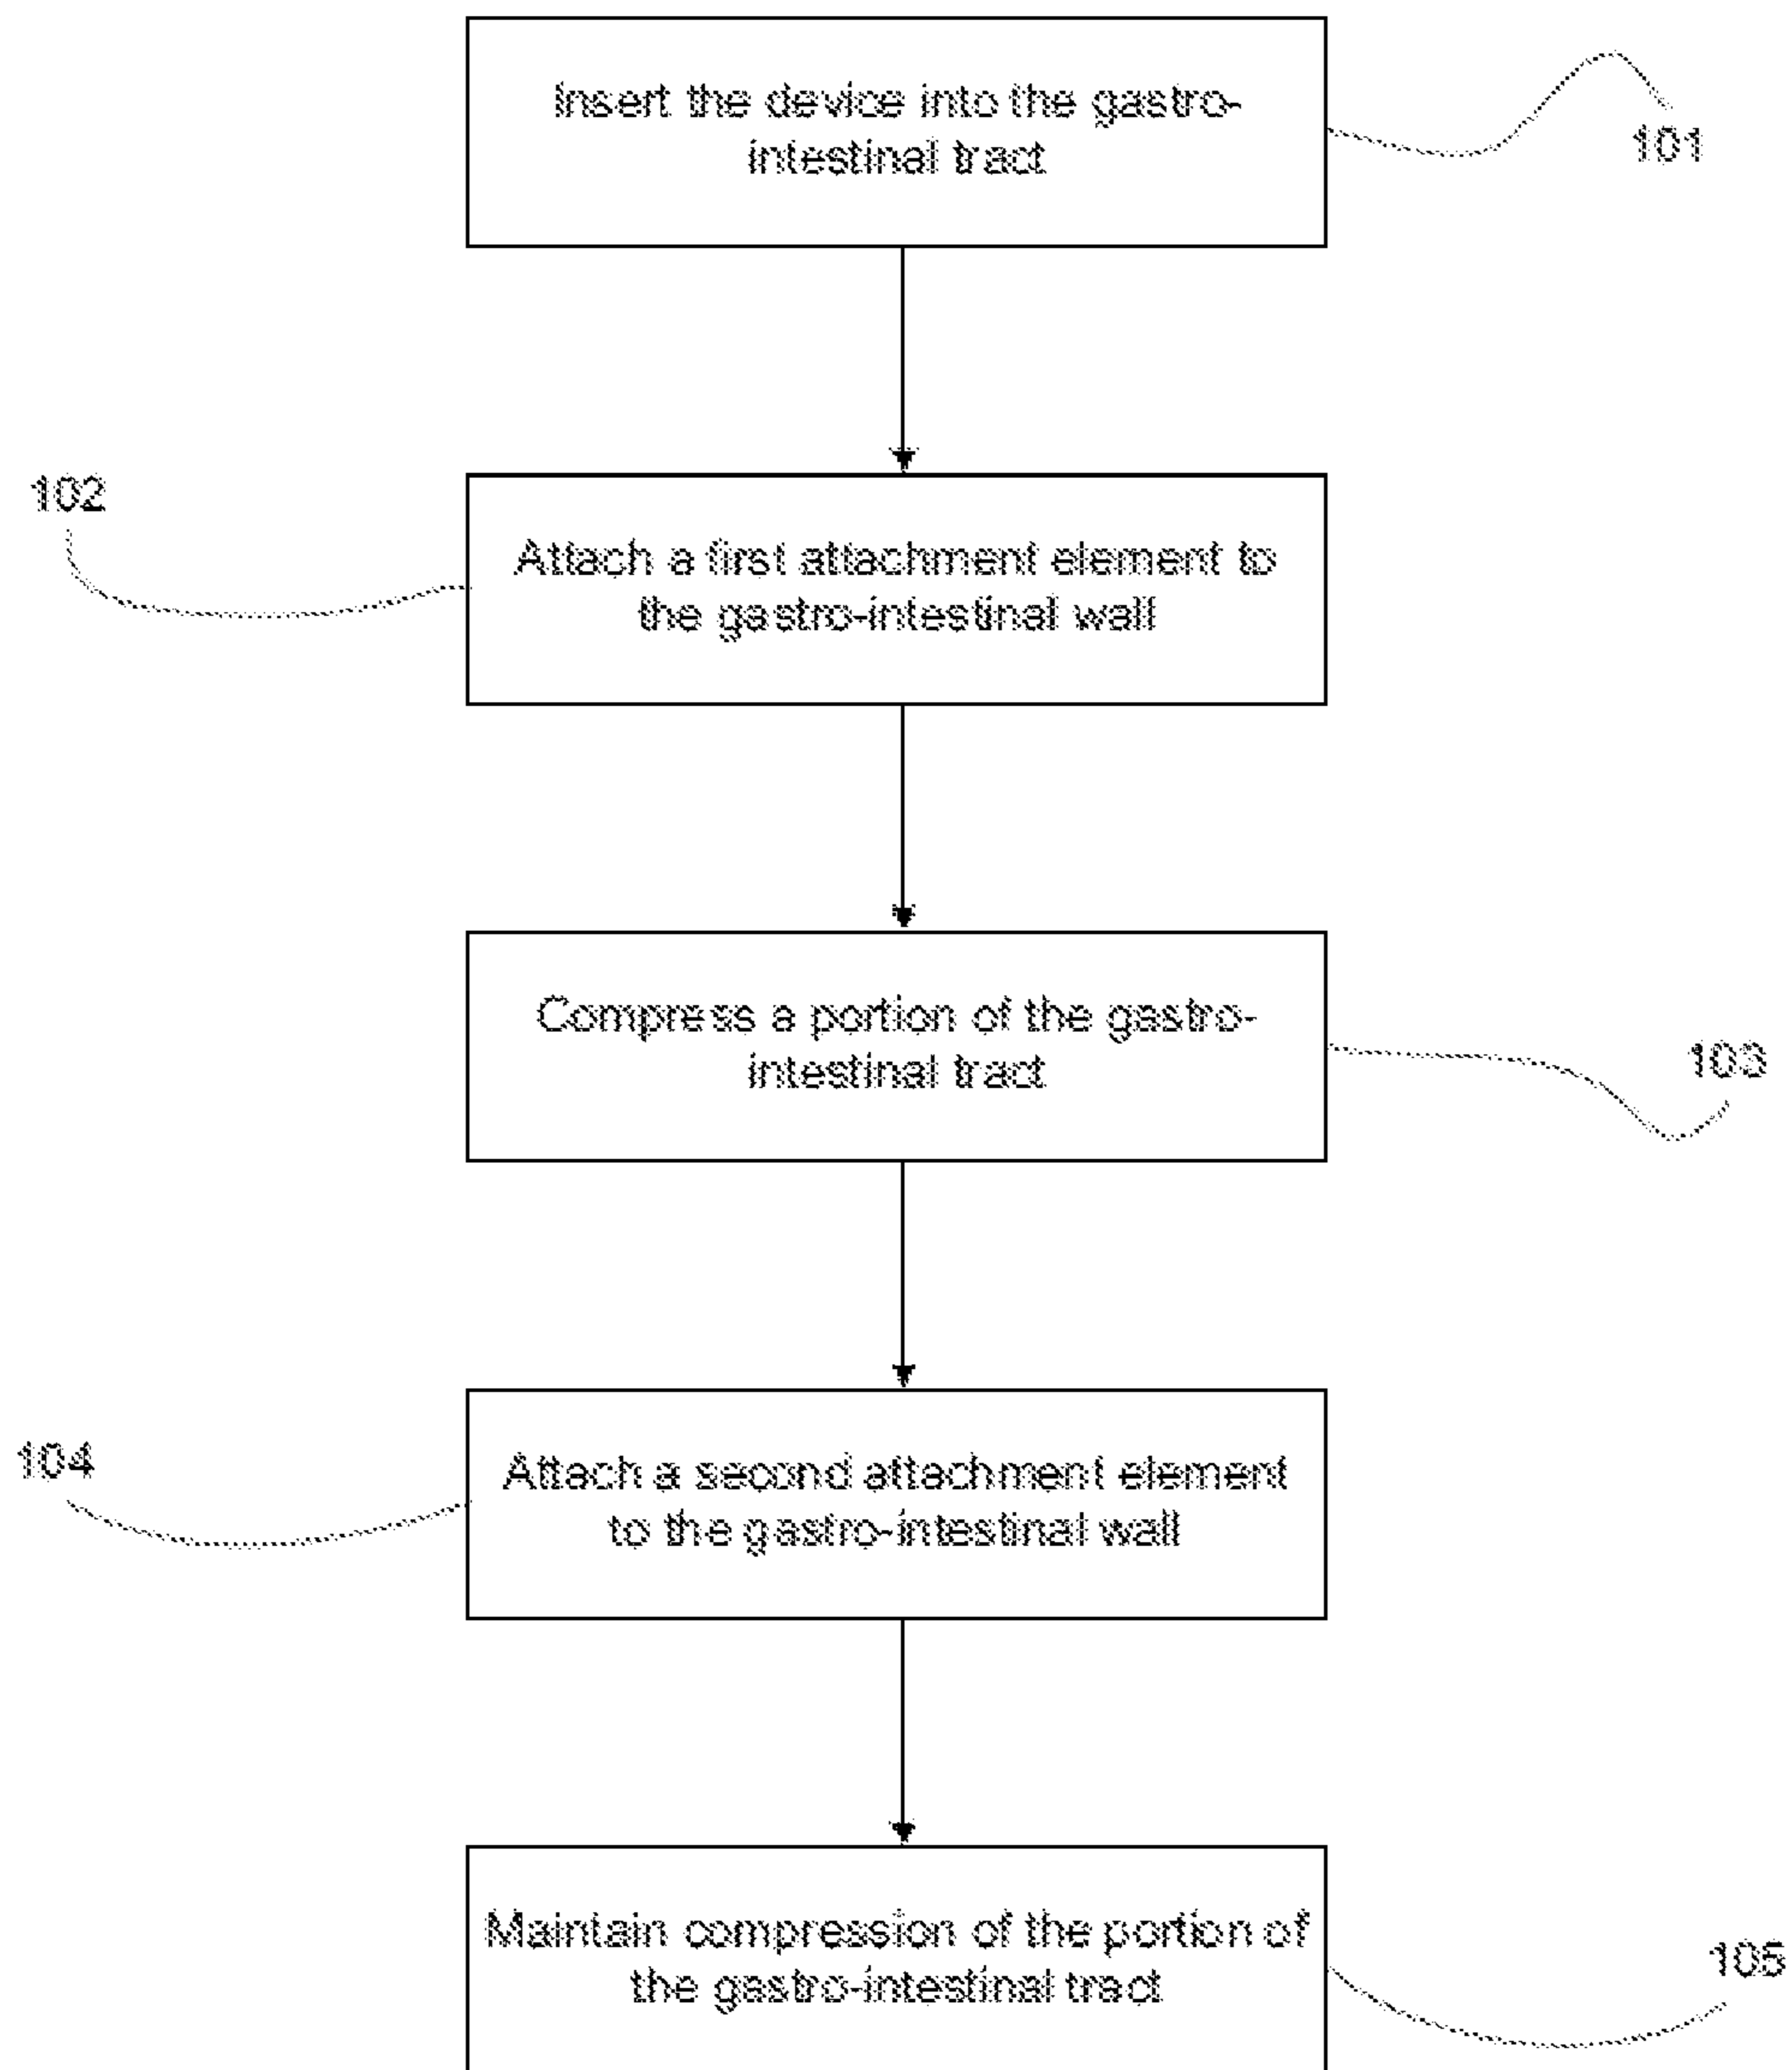 Insert the device into the gastro-
intestinal tract
101
102
Attach a first attachment element to
the gastro-intestinal wall
Compress a portion of the gastro-
intestinal tract
103
104
Attach a second attachment element
to the gastro-intestinal wall
Maintain compression of the portion of
the gastro-intestinal tract
105